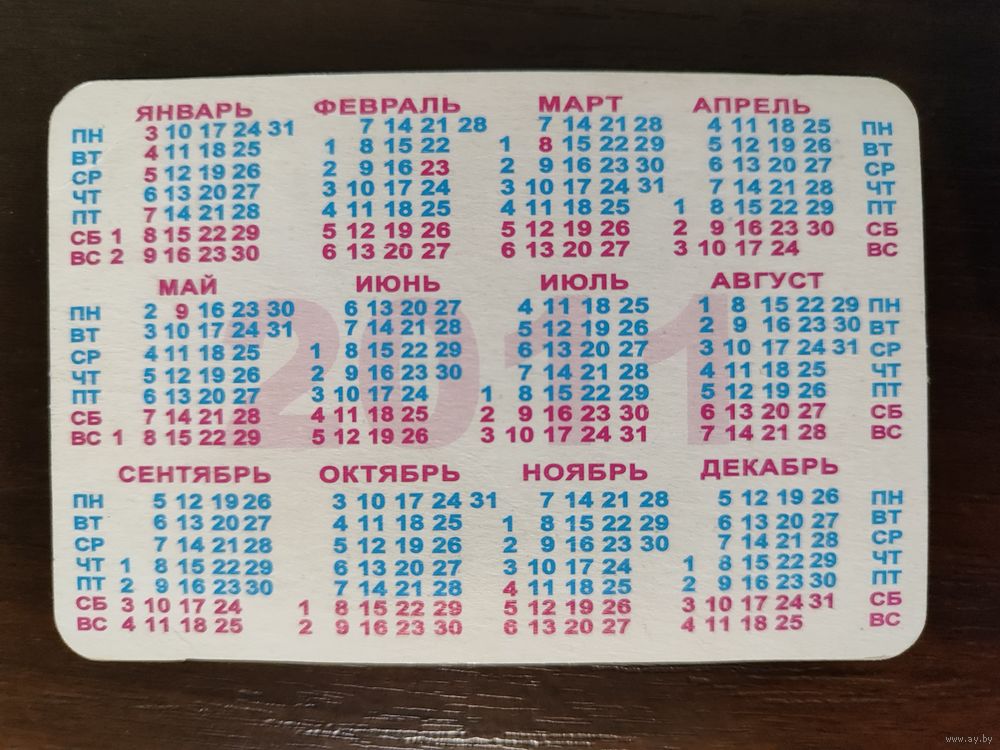 ЯНВАРЬ ФЕВРАЛЬ МАРТ АПРЕЛЬ
ПН 3 10 17 24 31 7 14 21 28 7 14 21 28 4 11 18 25 ПН
ВТ 4 11 18 25 1 8 15 22 1 8 15 22 29 5 12 19 26 ВТ
СР 5 12 19 26 2 9 16 23 2 9 16 23 30 6 13 20 27 СР
ЧТ 6 13 20 27 3 10 17 24 3 10 17 24 31 7 14 21 28 ЧТ
ПТ 7 14 21 28 4 11 18 25 4 11 18 25 1 8 15 22 29 ПТ
СБ 1 8 15 22 29 5 12 19 26 5 12 19 26 2 9 16 23 30 СБ
ВС 2 9 16 23 30 6 13 20 27 6 13 20 27 3 10 17 24 ВС
2011
МАЙ ИЮНЬ ИЮЛЬ АВГУСТ
ПН 2 9 16 23 30 6 13 20 27 4 11 18 25 1 8 15 22 29 ПН
ВТ 3 10 17 24 31 7 14 21 28 5 12 19 26 2 9 16 23 30 ВТ
СР 4 11 18 25 1 8 15 22 29 6 13 20 27 3 10 17 24 31 СР
ЧТ 5 12 19 26 2 9 16 23 30 7 14 21 28 4 11 18 25 ЧТ
ПТ 6 13 20 27 3 10 17 24 1 8 15 22 29 5 12 19 26 ПТ
СБ 7 14 21 28 4 11 18 25 2 9 16 23 30 6 13 20 27 СБ
ВС 1 8 15 22 29 5 12 19 26 3 10 17 24 31 7 14 21 28 ВС
СЕНТЯБРЬ ОКТЯБРЬ НОЯБРЬ ДЕКАБРЬ
ПН 5 12 19 26 3 10 17 24 31 7 14 21 28 5 12 19 26 ПН
ВТ 6 13 20 27 4 11 18 25 1 8 15 22 29 6 13 20 27 ВТ
СР 7 14 21 28 5 12 19 26 2 9 16 23 30 7 14 21 28 СР
ЧТ 1 8 15 22 29 6 13 20 27 3 10 17 24 1 8 15 22 29 ЧТ
ПТ 2 9 16 23 30 7 14 21 28 4 11 18 25 2 9 16 23 30 ПТ
СБ 3 10 17 24 1 8 15 22 29 5 12 19 26 3 10 17 24 31 СБ
ВС 4 11 18 25 2 9 16 23 30 6 13 20 27 4 11 18 25 ВС
www.ay.by